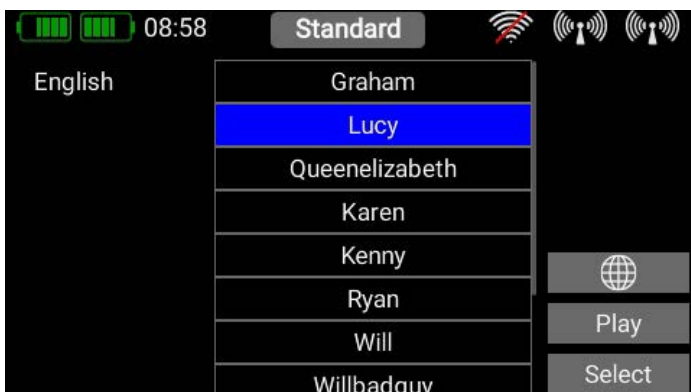 08:58 Standard
English
Graham
Lucy
Queenelizabeth
Karen
Kenny
Ryan
Will
Willbadguy
Play
Select